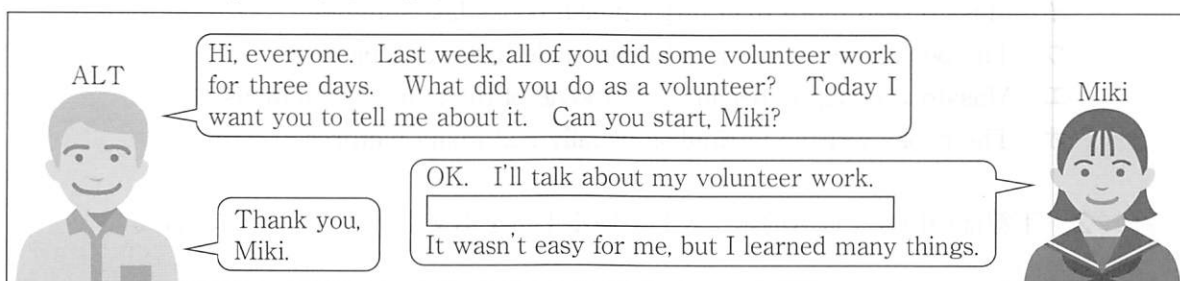 ALT
Hi, everyone. Last week, all of you did some volunteer work
for three days. What did you do as a volunteer? Today I
want you to tell me about it. Can you start, Miki?
Miki
OK. I'll talk about my volunteer work.
It wasn't easy for me, but I learned many things.
Thank you,
Miki.